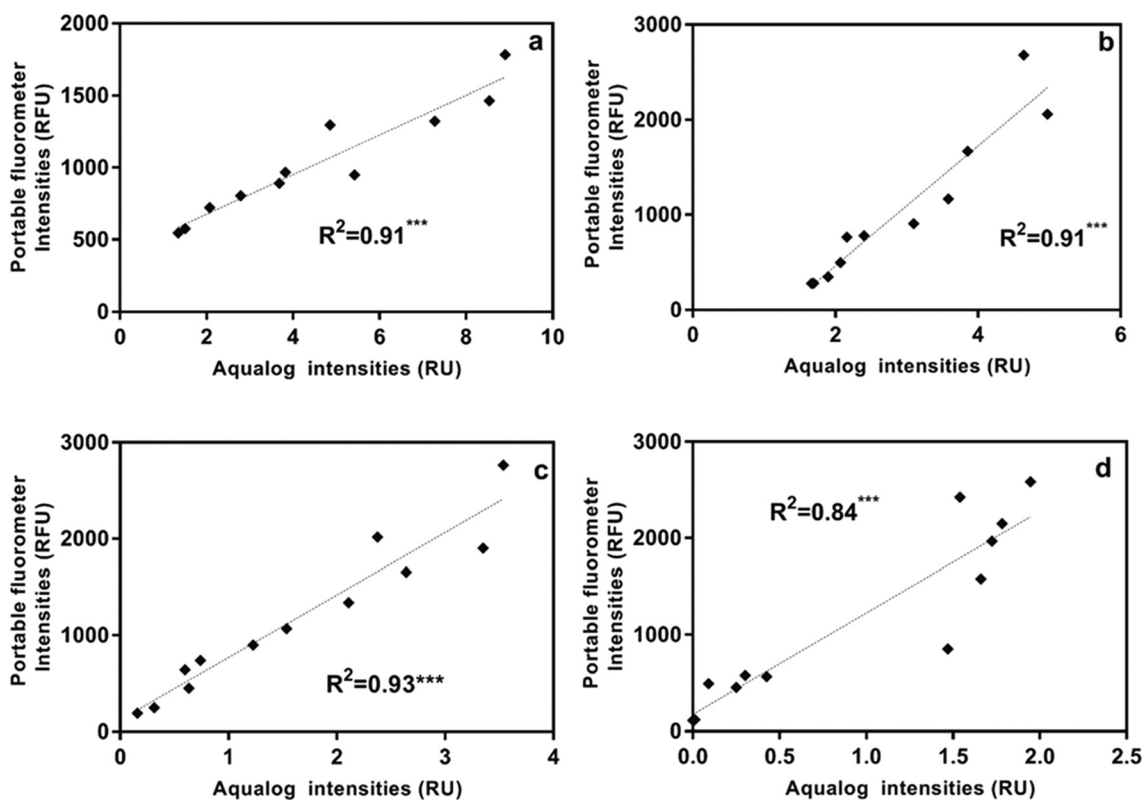 a
Portable fluorometer
Intensities (RFU)
2000
1500
1000
500
0
R²=0.91***
0 2 4 6 8 10
Aqualog intensities (RU)
b
Portable fluorometer
Intensities (RFU)
3000
2000
1000
0
R²=0.91***
0 2 4 6
Aqualog intensities (RU)
c
Portable fluorometer
Intensities (RFU)
3000
2000
1000
0
R²=0.93***
0 1 2 3 4
Aqualog intensities (RU)
d
Portable fluorometer
Intensities (RFU)
3000
2000
1000
0
R²=0.84***
0.0 0.5 1.0 1.5 2.0 2.5
Aqualog intensities (RU)